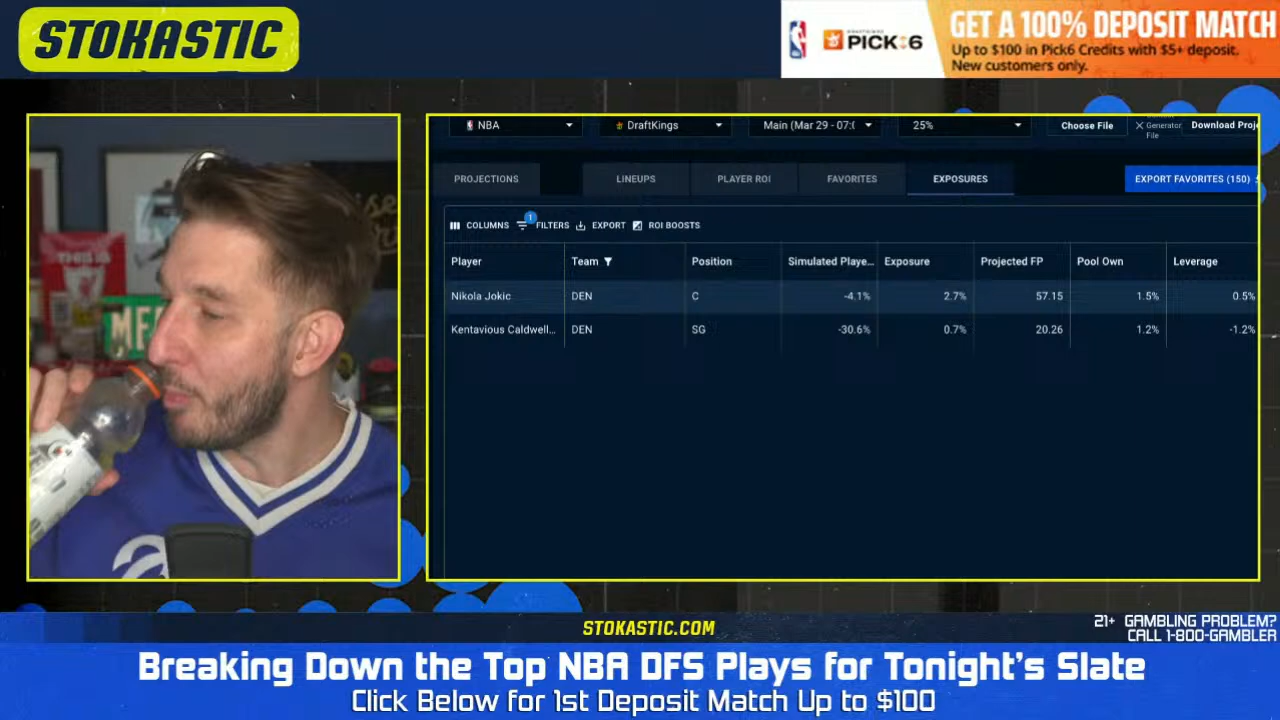 STOKASTIC
PICK6
GET A 100% DEPOSIT MATCH
Up to $100 in Pick6 Credits with $5+ deposit.
New customers only.
NBA
DraftKings
Main (Mar 29 - 07:(
25%
Choose File
Generator
File
Download Proj
PROJECTIONS
LINEUPS
PLAYER ROI
FAVORITES
EXPOSURES
EXPORT FAVORITES (150)
COLUMNS
1
FILTERS
EXPORT
ROI BOOSTS
Player Team Position Simulated Playe... Exposure Projected FP Pool Own Leverage
Nikola Jokic DEN C -4.1% 2.7% 57.15 1.5% 0.5%
Kentavious Caldwell... DEN SG -30.6% 0.7% 20.26 1.2% -1.2%
THIS IS
STOKASTIC.COM
21+ GAMBLING PROBLEM?
CALL 1-800-GAMBLER
Breaking Down the Top NBA DFS Plays for Tonight's Slate
Click Below for 1st Deposit Match Up to $100